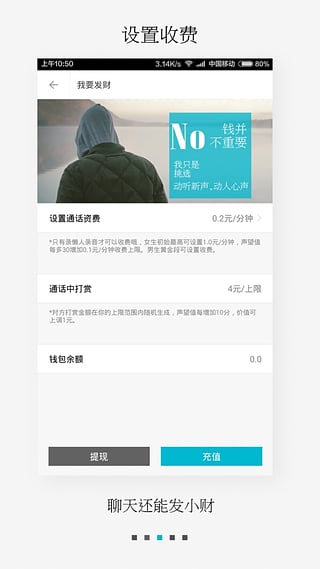 设置收费
上午10:50
3.14K/s 中国移动 80%
我要发财
No 钱并
不重要
我只是
挑选
动听新声,动人心声
设置通话资费 0.2元/分钟
*只有录懒人录音才可以收费哦，女生初始最高可设置1.0元/分钟，声望值
每多30增加0.1元/分钟收费上限。男生黄金段可设置收费。
通话中打赏 4元/上限
*对方打赏金额在你的上限范围内随机生成，声望值每增加10分，价值可
上调1元。
钱包余额 0.0
提现 充值
聊天还能发小财